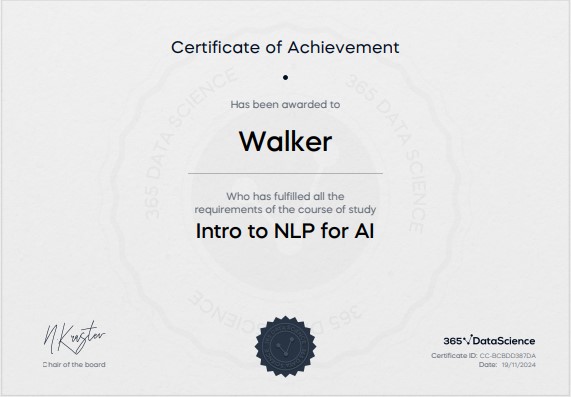 Certificate of Achievement
Has been awarded to
Walker
Who has fulfilled all the
requirements of the course of study
Intro to NLP for AI
365 DATA SCIENCE
365 DATA SCIENCE
N Krastev
Chair of the board
365 DataScience
Certificate ID: CC-BCBDD387DA
Date: 19/11/2024